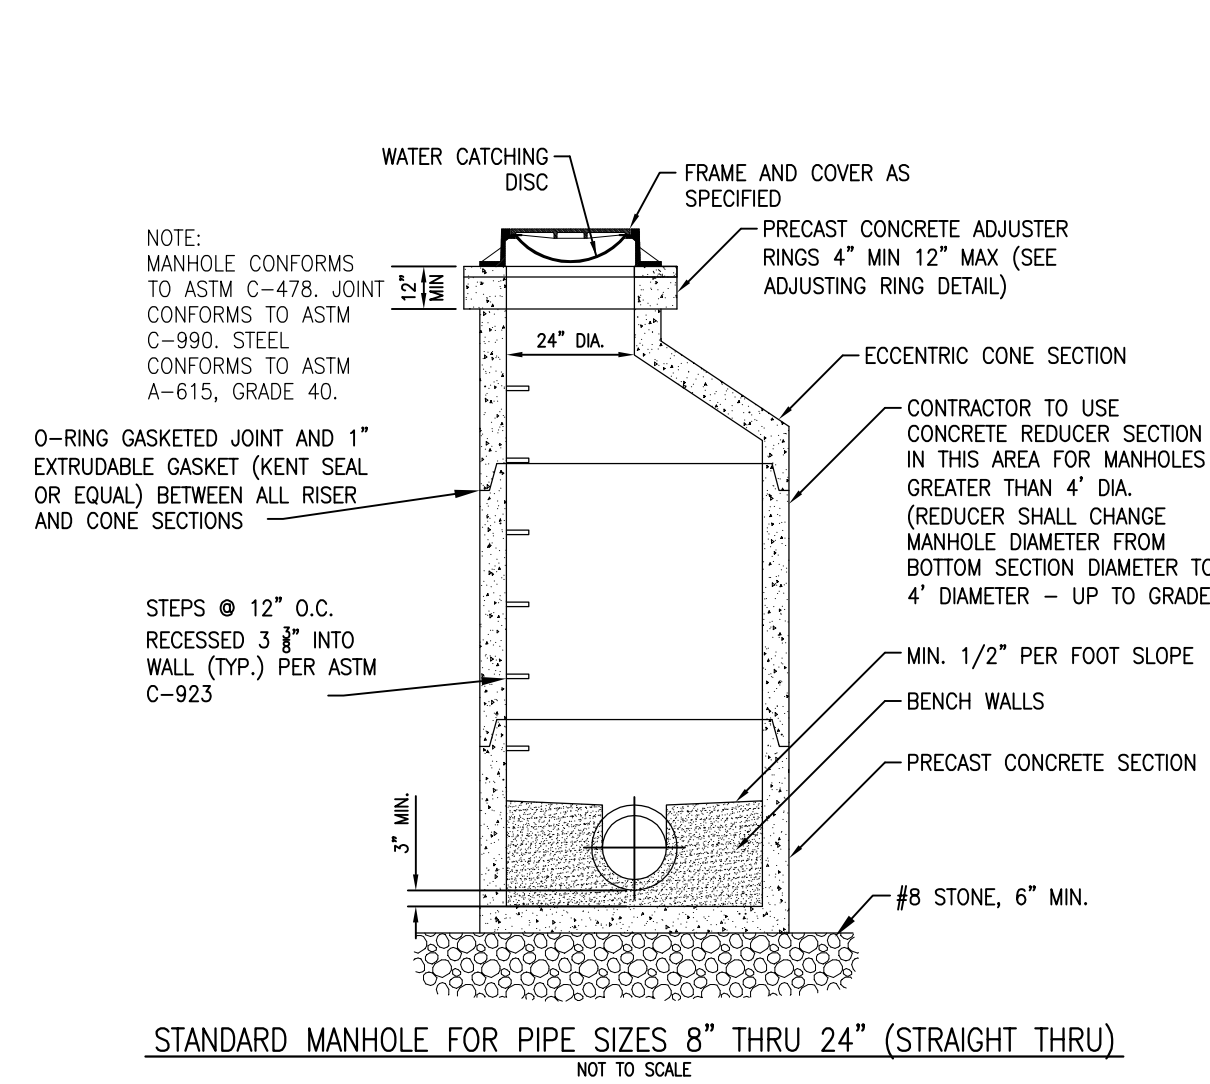 WATER CATCHING
DISC
FRAME AND COVER AS
SPECIFIED
NOTE:
MANHOLE CONFORMS
TO ASTM C-478. JOINT
CONFORMS TO ASTM
C-990. STEEL
CONFORMS TO ASTM
A-615, GRADE 40.
12"
MIN
PRECAST CONCRETE ADJUSTER
RINGS 4" MIN 12" MAX (SEE
ADJUSTING RING DETAIL)
24" DIA.
ECCENTRIC CONE SECTION
O-RING GASKETED JOINT AND 1"
EXTRUDABLE GASKET (KENT SEAL
OR EQUAL) BETWEEN ALL RISER
AND CONE SECTIONS
CONTRACTOR TO USE
CONCRETE REDUCER SECTION
IN THIS AREA FOR MANHOLES
GREATER THAN 4' DIA.
(REDUCER SHALL CHANGE
MANHOLE DIAMETER FROM
BOTTOM SECTION DIAMETER TO
4' DIAMETER - UP TO GRADE
STEPS @ 12" O.C.
RECESSED 3 3/8" INTO
WALL (TYP.) PER ASTM
C-923
MIN. 1/2" PER FOOT SLOPE
BENCH WALLS
PRECAST CONCRETE SECTION
3" MIN.
#8 STONE, 6" MIN.
STANDARD MANHOLE FOR PIPE SIZES 8" THRU 24" (STRAIGHT THRU)
NOT TO SCALE